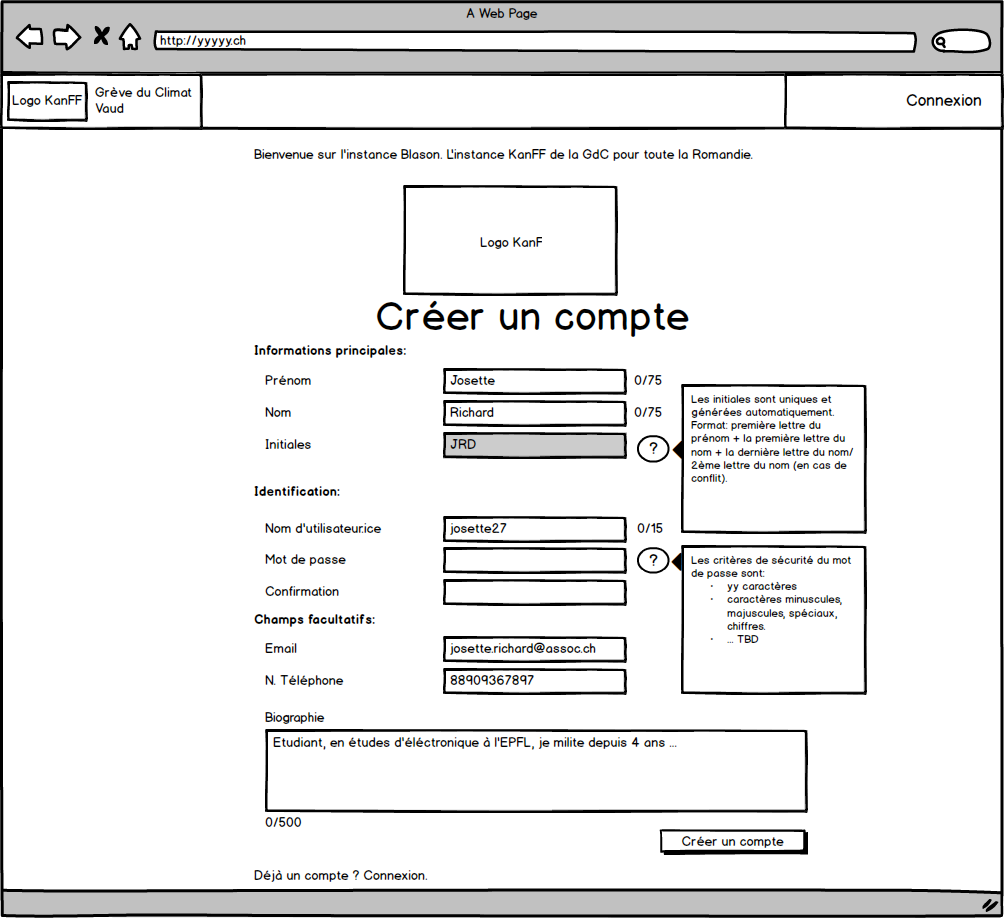 A Web Page
http://yyyyy.ch
Logo KanFF
Grève du Climat
Vaud
Connexion
Bienvenue sur l'instance Blason. L'instance KanFF de la GdC pour toute la Romandie.
Logo KanF
Créer un compte
Informations principales:
Prénom
Josette
0/75
Nom
Richard
0/75
Initiales
JRD
?
Les initiales sont uniques et
générées automatiquement.
Format: première lettre du
prénom + la première lettre du
nom + la dernière lettre du nom/
2ème lettre du nom (en cas de
conflit).
Identification:
Nom d'utilisateur.ice
josette27
0/15
Mot de passe
?
Les critères de sécurité du mot
de passe sont:
· yy caractères
· caractères minuscules,
majuscules, spéciaux,
chiffres.
· ... TBD
Confirmation
Champs facultatifs:
Email
josette.richard@assoc.ch
N. Téléphone
88909367897
Biographie
Etudiant, en études d'éléctronique à l'EPFL, je milite depuis 4 ans ...
0/500
Créer un compte
Déjà un compte ? Connexion.